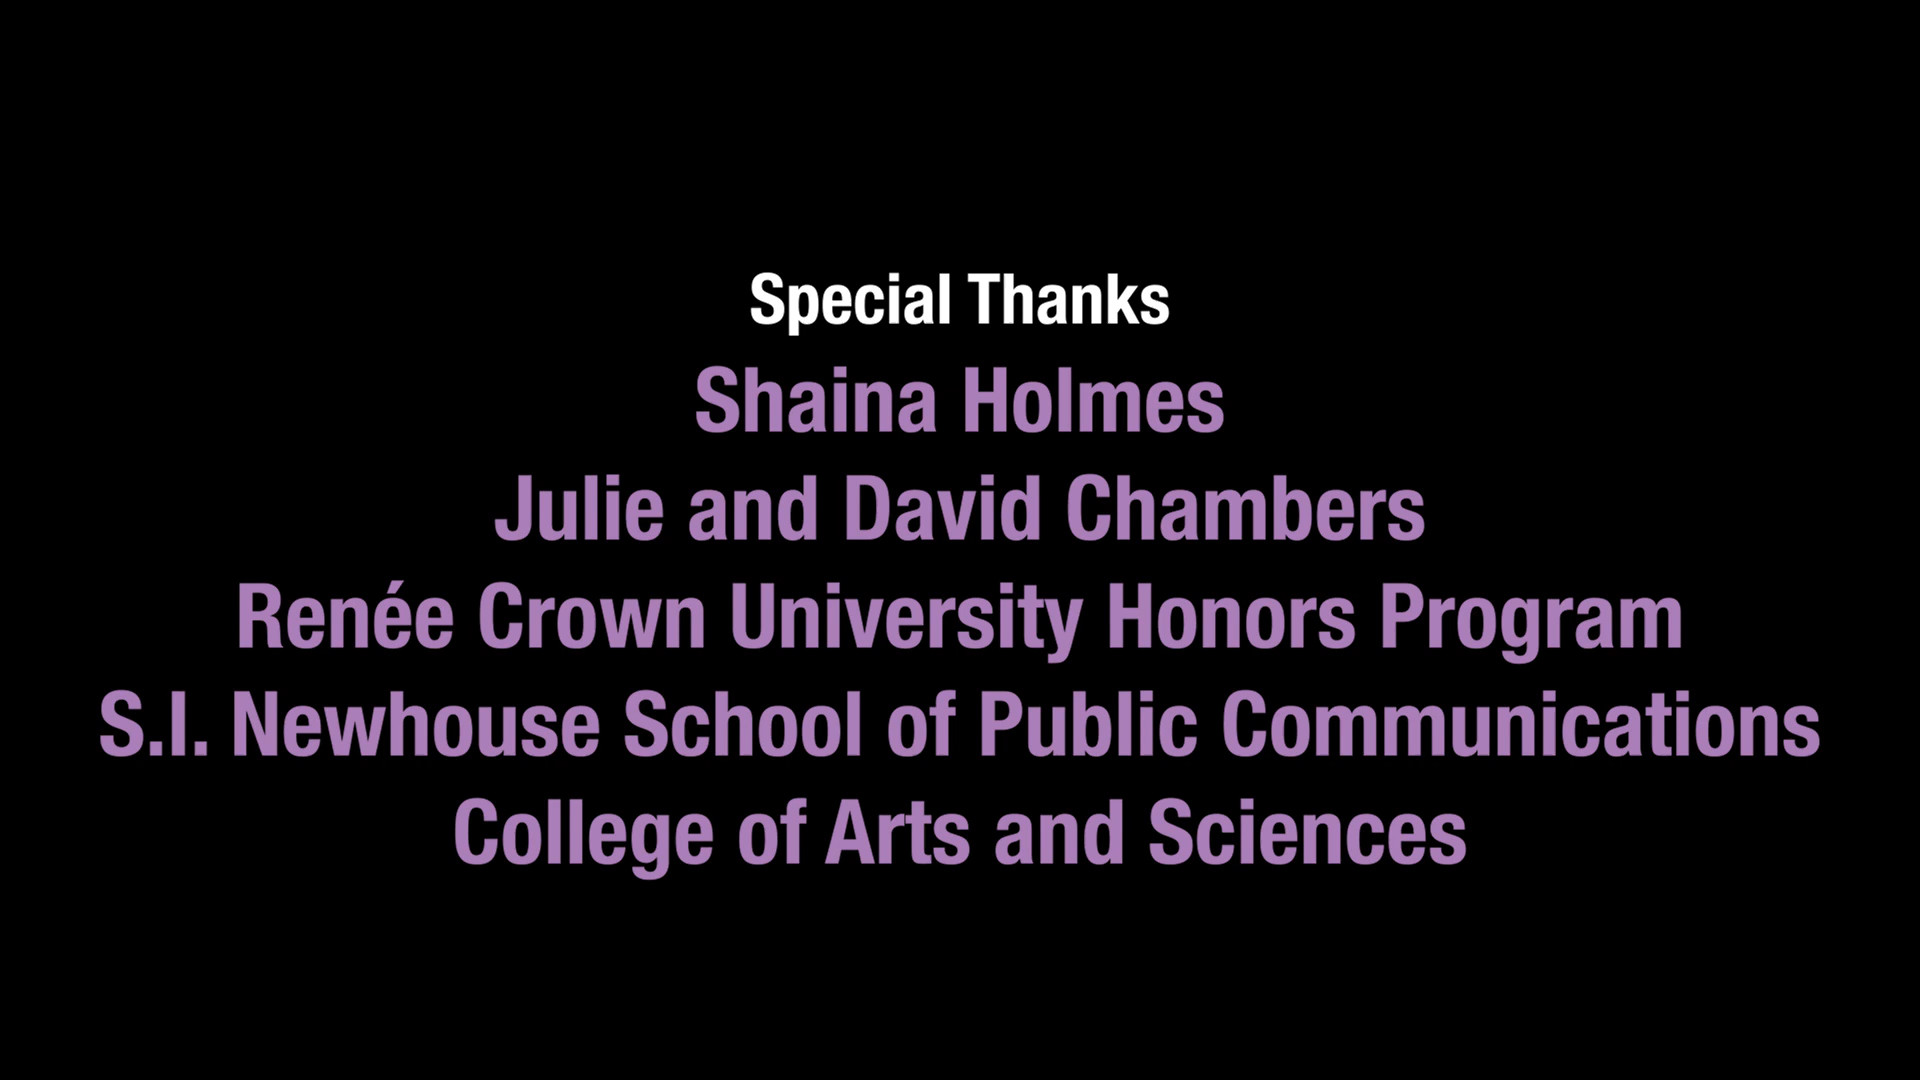 Special Thanks
Shaina Holmes
Julie and David Chambers
Renée Crown University Honors Program
S.I. Newhouse School of Public Communications
College of Arts and Sciences